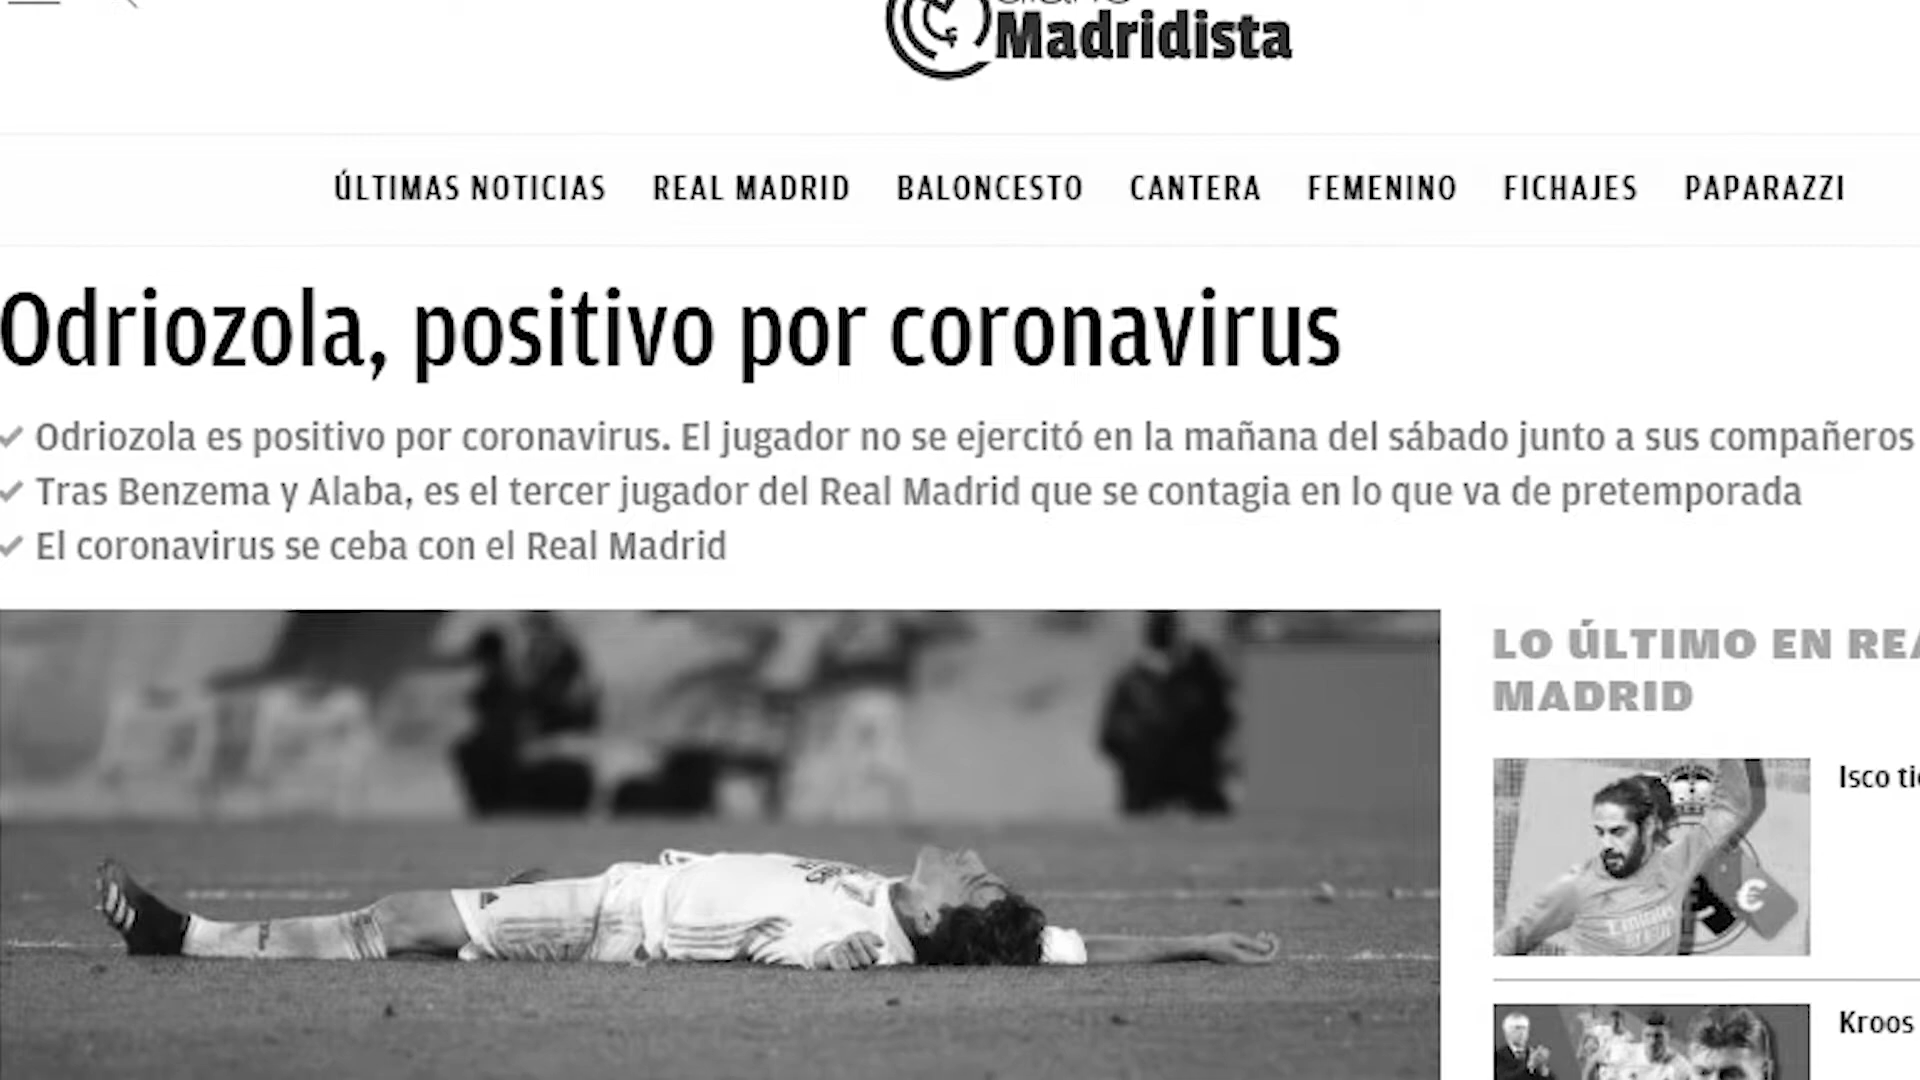 Madridista
ÚLTIMAS NOTICIAS REAL MADRID BALONCESTO CANTERA FEMENINO FICHAJES PAPARAZZI
Odriozola, positivo por coronavirus
Odriozola es positivo por coronavirus. El jugador no se ejercitó en la mañana del sábado junto a sus compañeros
Tras Benzema y Alaba, es el tercer jugador del Real Madrid que se contagia en lo que va de pretemporada
El coronavirus se ceba con el Real Madrid
LO ÚLTIMO EN REA
MADRID
Isco tie
€
Kroos